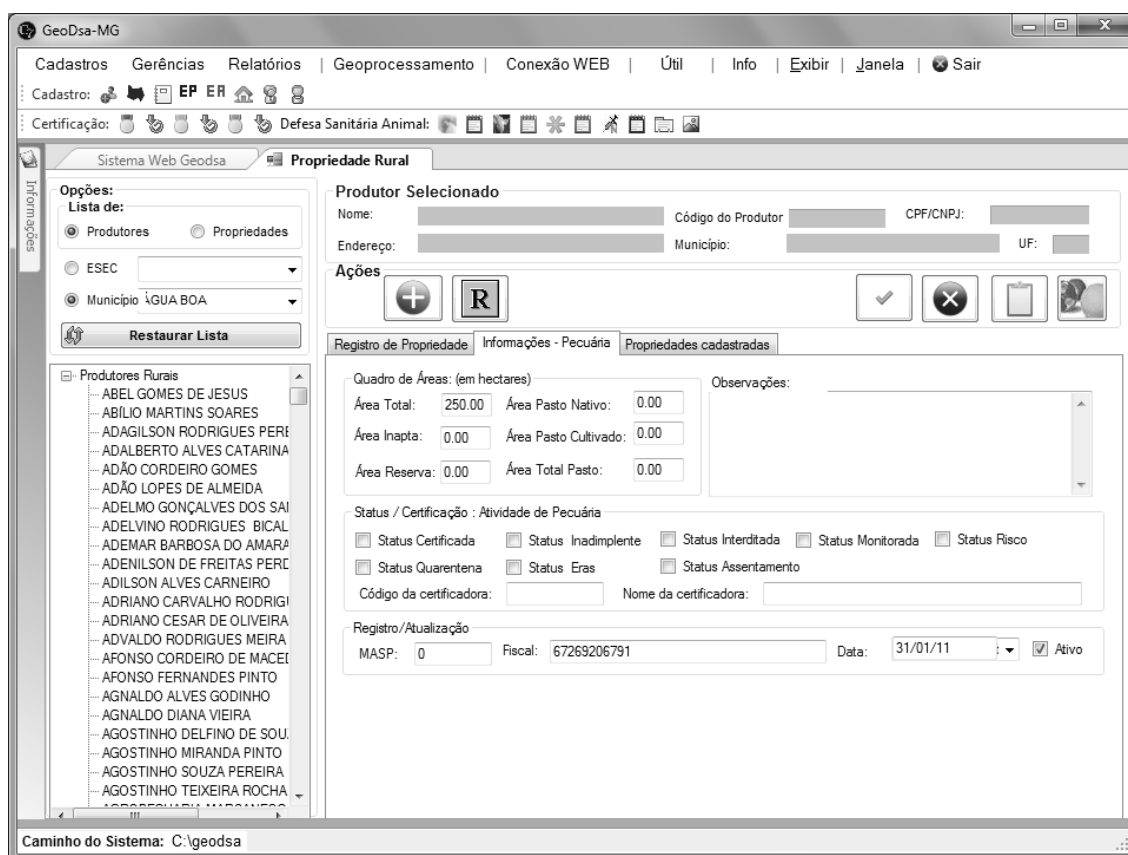 GeoDsa-MG
Cadastros Gerências Relatórios | Geoprocessamento | Conexão WEB | Útil | Info | Exibir | Janela | Sair
Cadastro: EP ER
Certificação: Defesa Sanitária Animal:
Sistema Web Geodsa Propriedade Rural
Informações
Opções:
Lista de:
Produtores Propriedades
ESEC
Município ÁGUA BOA
Restaurar Lista
Produtores Rurais
ABEL GOMES DE JESUS
ABÍLIO MARTINS SOARES
ADAGILSON RODRIGUES PERE
ADALBERTO ALVES CATARINA
ADÃO CORDEIRO GOMES
ADÃO LOPES DE ALMEIDA
ADELMO GONÇALVES DOS SAI
ADELVINO RODRIGUES BICAL
ADEMAR BARBOSA DO AMARA
ADENILSON DE FREITAS PERD
ADILSON ALVES CARNEIRO
ADRIANO CARVALHO RODRIGI
ADRIANO CESAR DE OLIVEIRA
ADVALDO RODRIGUES MEIRA
AFONSO CORDEIRO DE MACEI
AFONSO FERNANDES PINTO
AGNALDO ALVES GODINHO
AGNALDO DIANA VIEIRA
AGOSTINHO DELFINO DE SOU.
AGOSTINHO MIRANDA PINTO
AGOSTINHO SOUZA PEREIRA
AGOSTINHO TEIXEIRA ROCHA
Produtor Selecionado
Nome: Código do Produtor CPF/CNPJ:
Endereço: Município: UF:
Ações
R
Registro de Propriedade Informações - Pecuária Propriedades cadastradas
Quadro de Áreas: (em hectares) Observações:
Área Total: 250.00 Área Pasto Nativo: 0.00
Área Inapta: 0.00 Área Pasto Cultivado: 0.00
Área Reserva: 0.00 Área Total Pasto: 0.00
Status / Certificação : Atividade de Pecuária
Status Certificada Status Inadimplente Status Interditada Status Monitorada Status Risco
Status Quarentena Status Eras Status Assentamento
Código da certificadora: Nome da certificadora:
Registro/Atualização
MASP: 0 Fiscal: 67269206791 Data: 31/01/11 Ativo
Caminho do Sistema: C:\geodsa